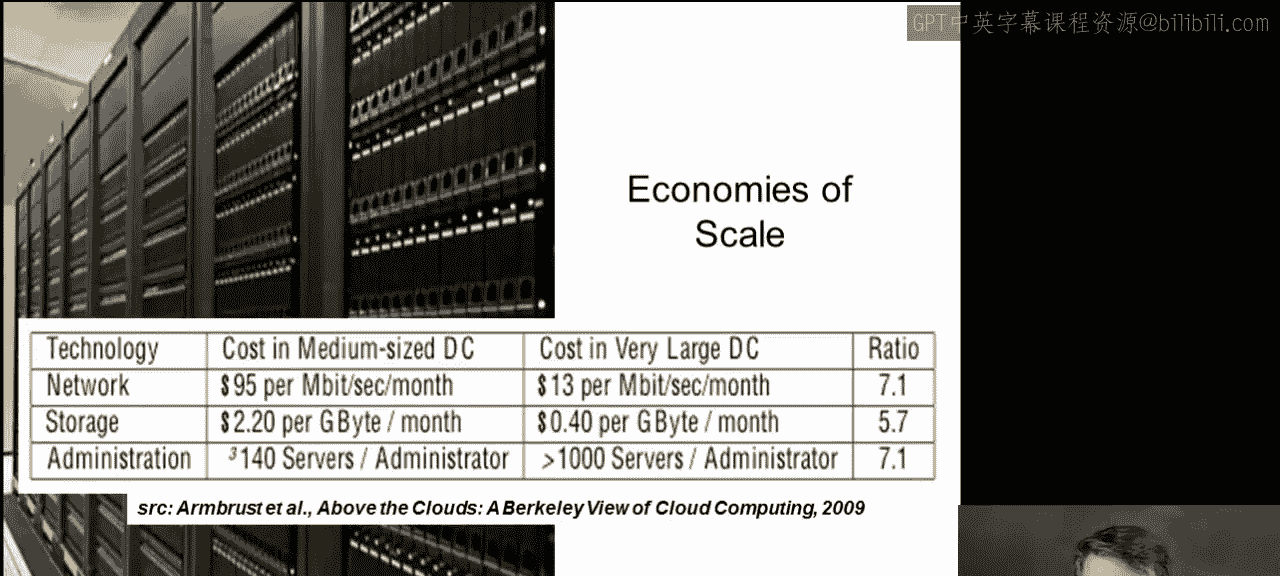 GPT中英字幕课程资源@bilibili.com
Economies of
Scale
Technology Cost in Medium-sized DC Cost in Very Large DC Ratio
Network $95 per Mbit/sec/month $13 per Mbit/sec/month 7.1
Storage $2.20 per GByte / month $0.40 per GByte / month 5.7
Administration ³140 Servers / Administrator >1000 Servers / Administrator 7.1
src: Armbrust et al., Above the Clouds: A Berkeley View of Cloud Computing, 2009